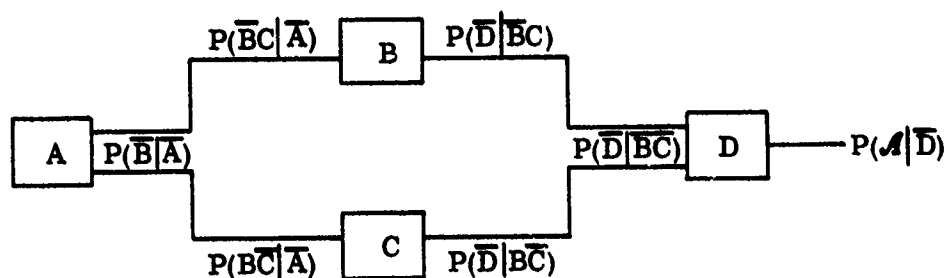 P(B̅C|A̅) B P(D̅|B̅C)
A P(B̅|A̅) P(D̅|B̅C̅) D P(𝒜|D̅)
C
P(BC̅|A̅) P(D̅|BC̅)